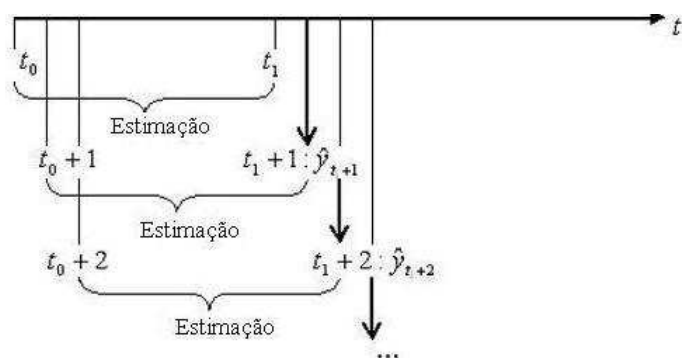 t
t₀ t₁
Estimação
t₀ + 1 t₁ + 1 : ŷₜ₊₁
Estimação
t₀ + 2 t₁ + 2 : ŷₜ₊₂
Estimação
...